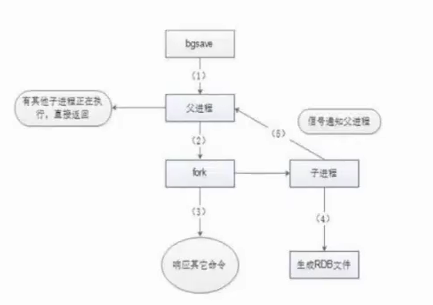 bgsave
（1）
有其他子进程正在执
行，直接返回
父进程
信号通知父进程
（2）
（5）
fork
子进程
（3）
（4）
响应其它命令
生成RDB文件